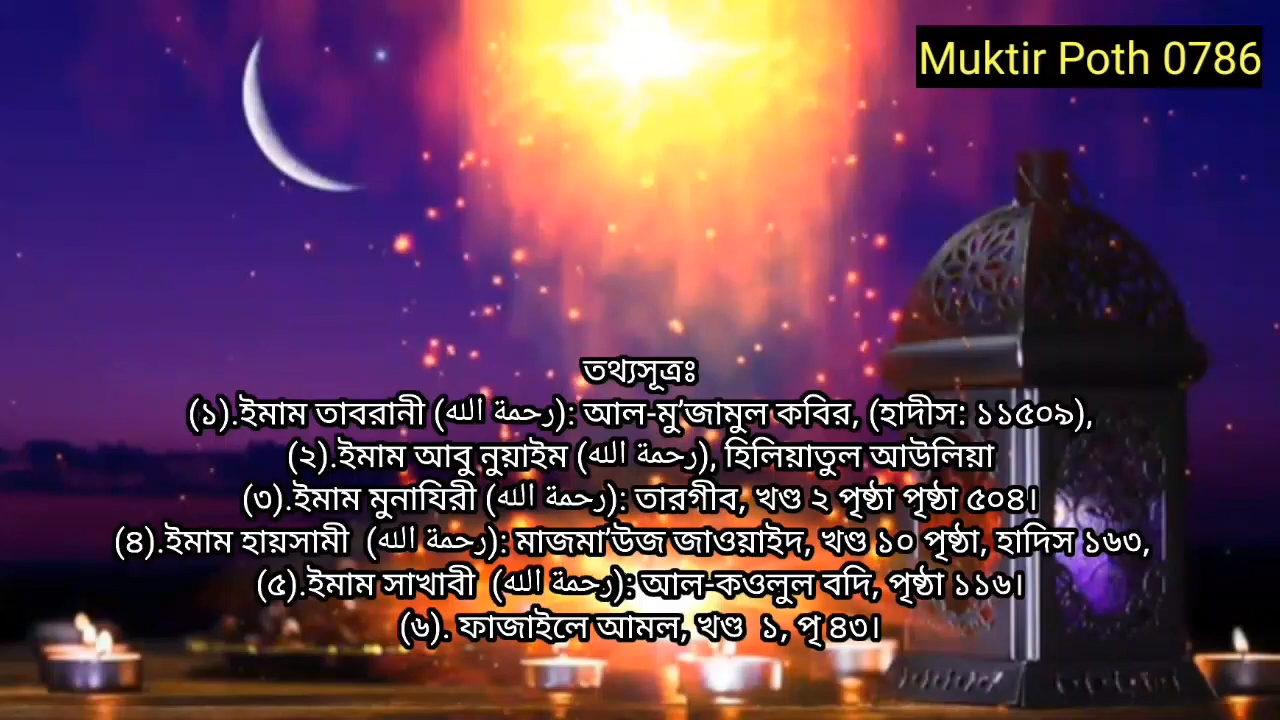 Muktir Poth 0786
তথ্যসূত্রঃ
(১).ইমাম তাবরানী (رحمة الله): আল-মু'জামুল কবির, (হাদীস: ১১৫০৯),
(২).ইমাম আবু নুয়াইম (رحمة الله), হিলিয়াতুল আউলিয়া
(৩).ইমাম মুনাযিরী (رحمة الله): তারগীব, খণ্ড ২ পৃষ্ঠা পৃষ্ঠা ৫০৪।
(৪).ইমাম হায়সামী (رحمة الله): মাজমা'উজ জাওয়াইদ, খণ্ড ১০ পৃষ্ঠা, হাদিস ১৬৩,
(৫).ইমাম সাখাবী (رحمة الله): আল-কওলুল বদি, পৃষ্ঠা ১১৬।
(৬). ফাজাইলে আমল, খণ্ড ১, পৃ ৪৩।